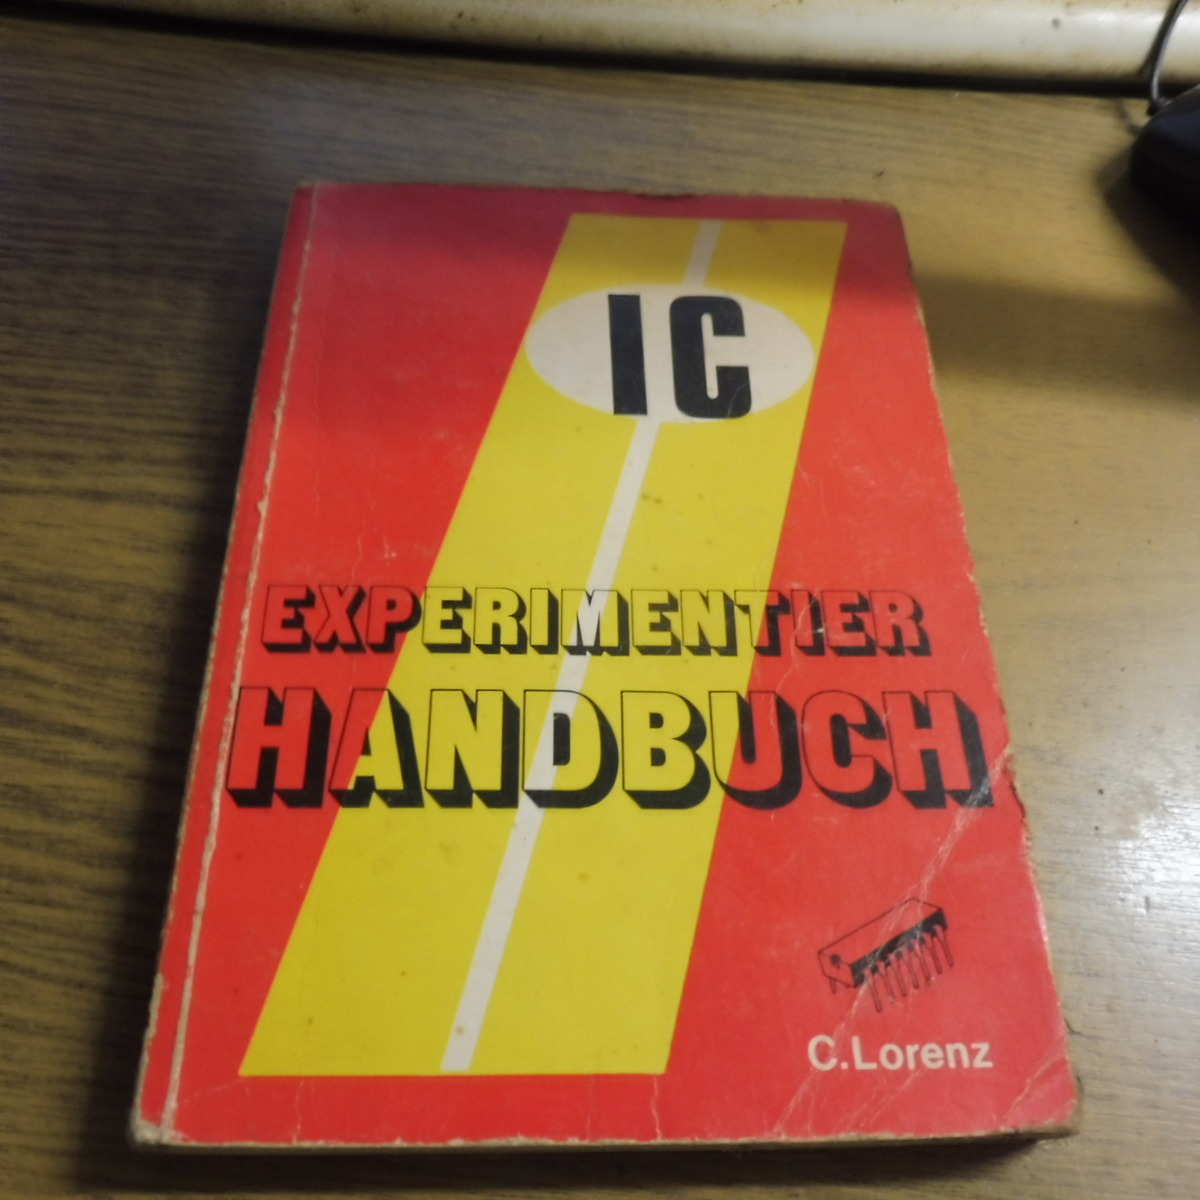 IC
EXPERIMENTIER
HANDBUCH
C.Lorenz